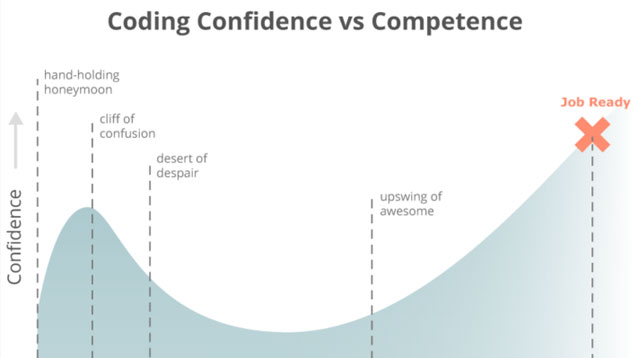 Coding Confidence vs Competence
hand-holding
honeymoon
cliff of
confusion
desert of
despair
upswing of
awesome
Job Ready
Confidence